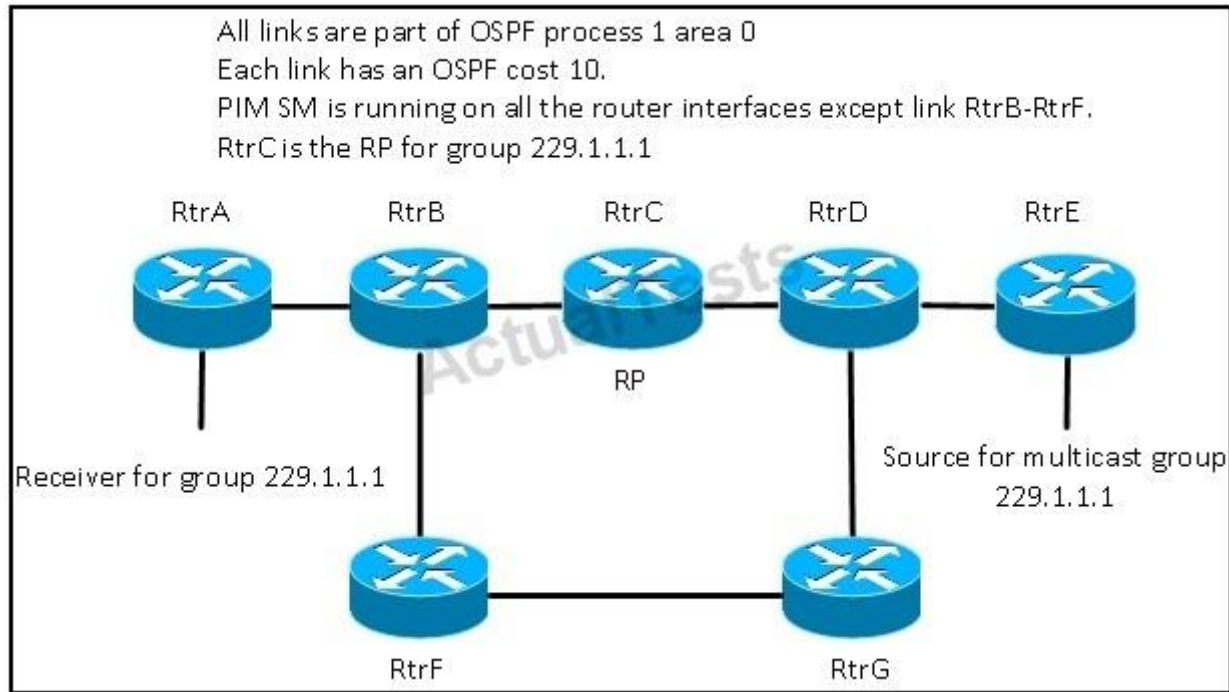 All links are part of OSPF process 1 area 0
Each link has an OSPF cost 10.
PIM SM is running on all the router interfaces except link RtrB-RtrF.
RtrC is the RP for group 229.1.1.1
RtrA RtrB RtrC RtrD RtrE
ActualTests
RP
Receiver for group 229.1.1.1
Source for multicast group
229.1.1.1
RtrF RtrG